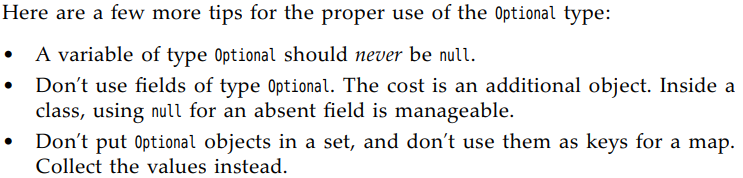 Here are a few more tips for the proper use of the Optional type:
• A variable of type Optional should never be null.
• Don't use fields of type Optional. The cost is an additional object. Inside a
class, using null for an absent field is manageable.
• Don't put Optional objects in a set, and don't use them as keys for a map.
Collect the values instead.